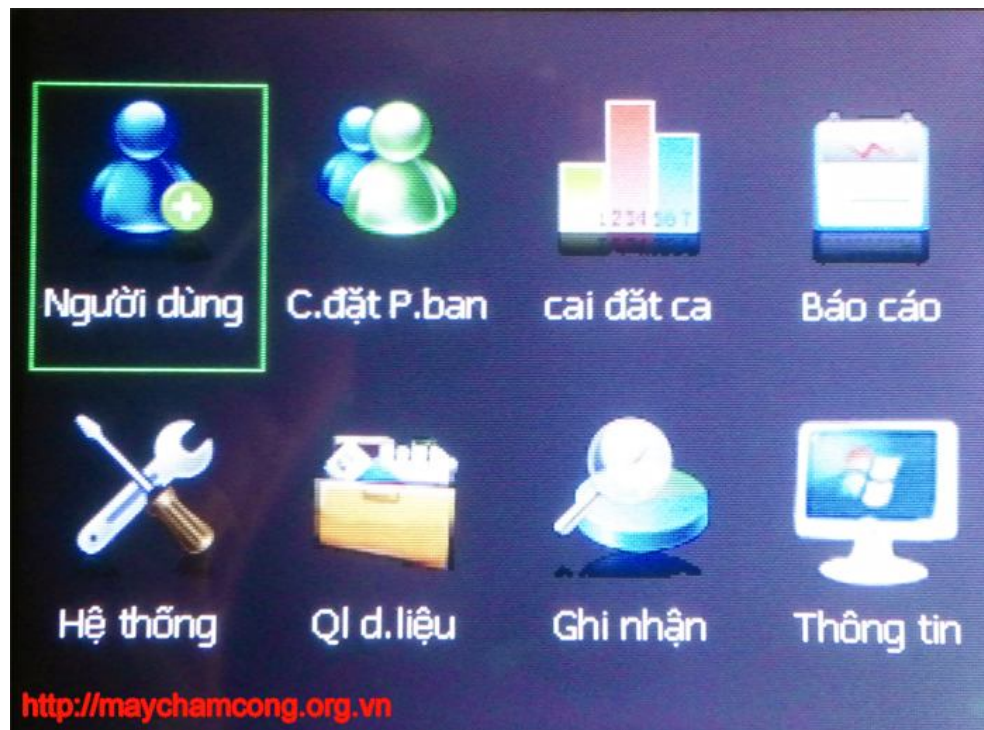 Người dùng
C.đặt P.ban
cai đăt ca
Báo cáo
Hệ thống
Ql d.liệu
Ghi nhận
Thông tin
http://maychamcong.org.vn